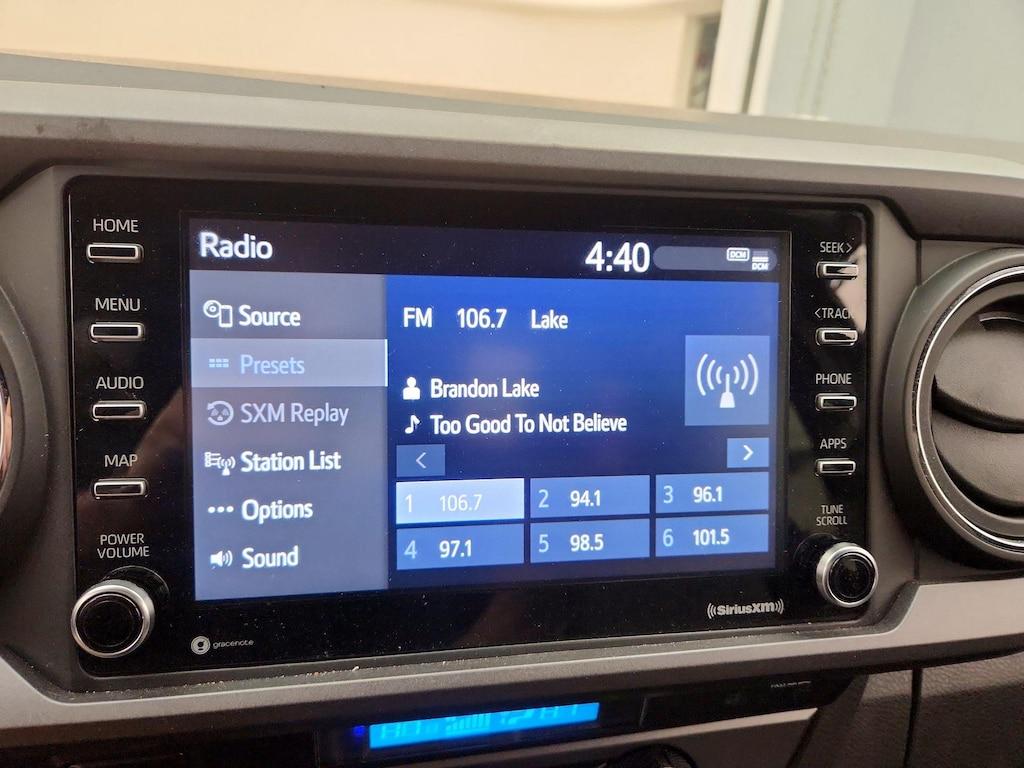 HOME
MENU
AUDIO
MAP
POWER
VOLUME
Radio
4:40
DCM
DCM
Source
Presets
SXM Replay
Station List
Options
Sound
FM 106.7 Lake
Brandon Lake
Too Good To Not Believe
< >
1 106.7 2 94.1 3 96.1
4 97.1 5 98.5 6 101.5
SEEK>
<TRACK
PHONE
APPS
TUNE
SCROLL
gracenote
((SiriusXM))